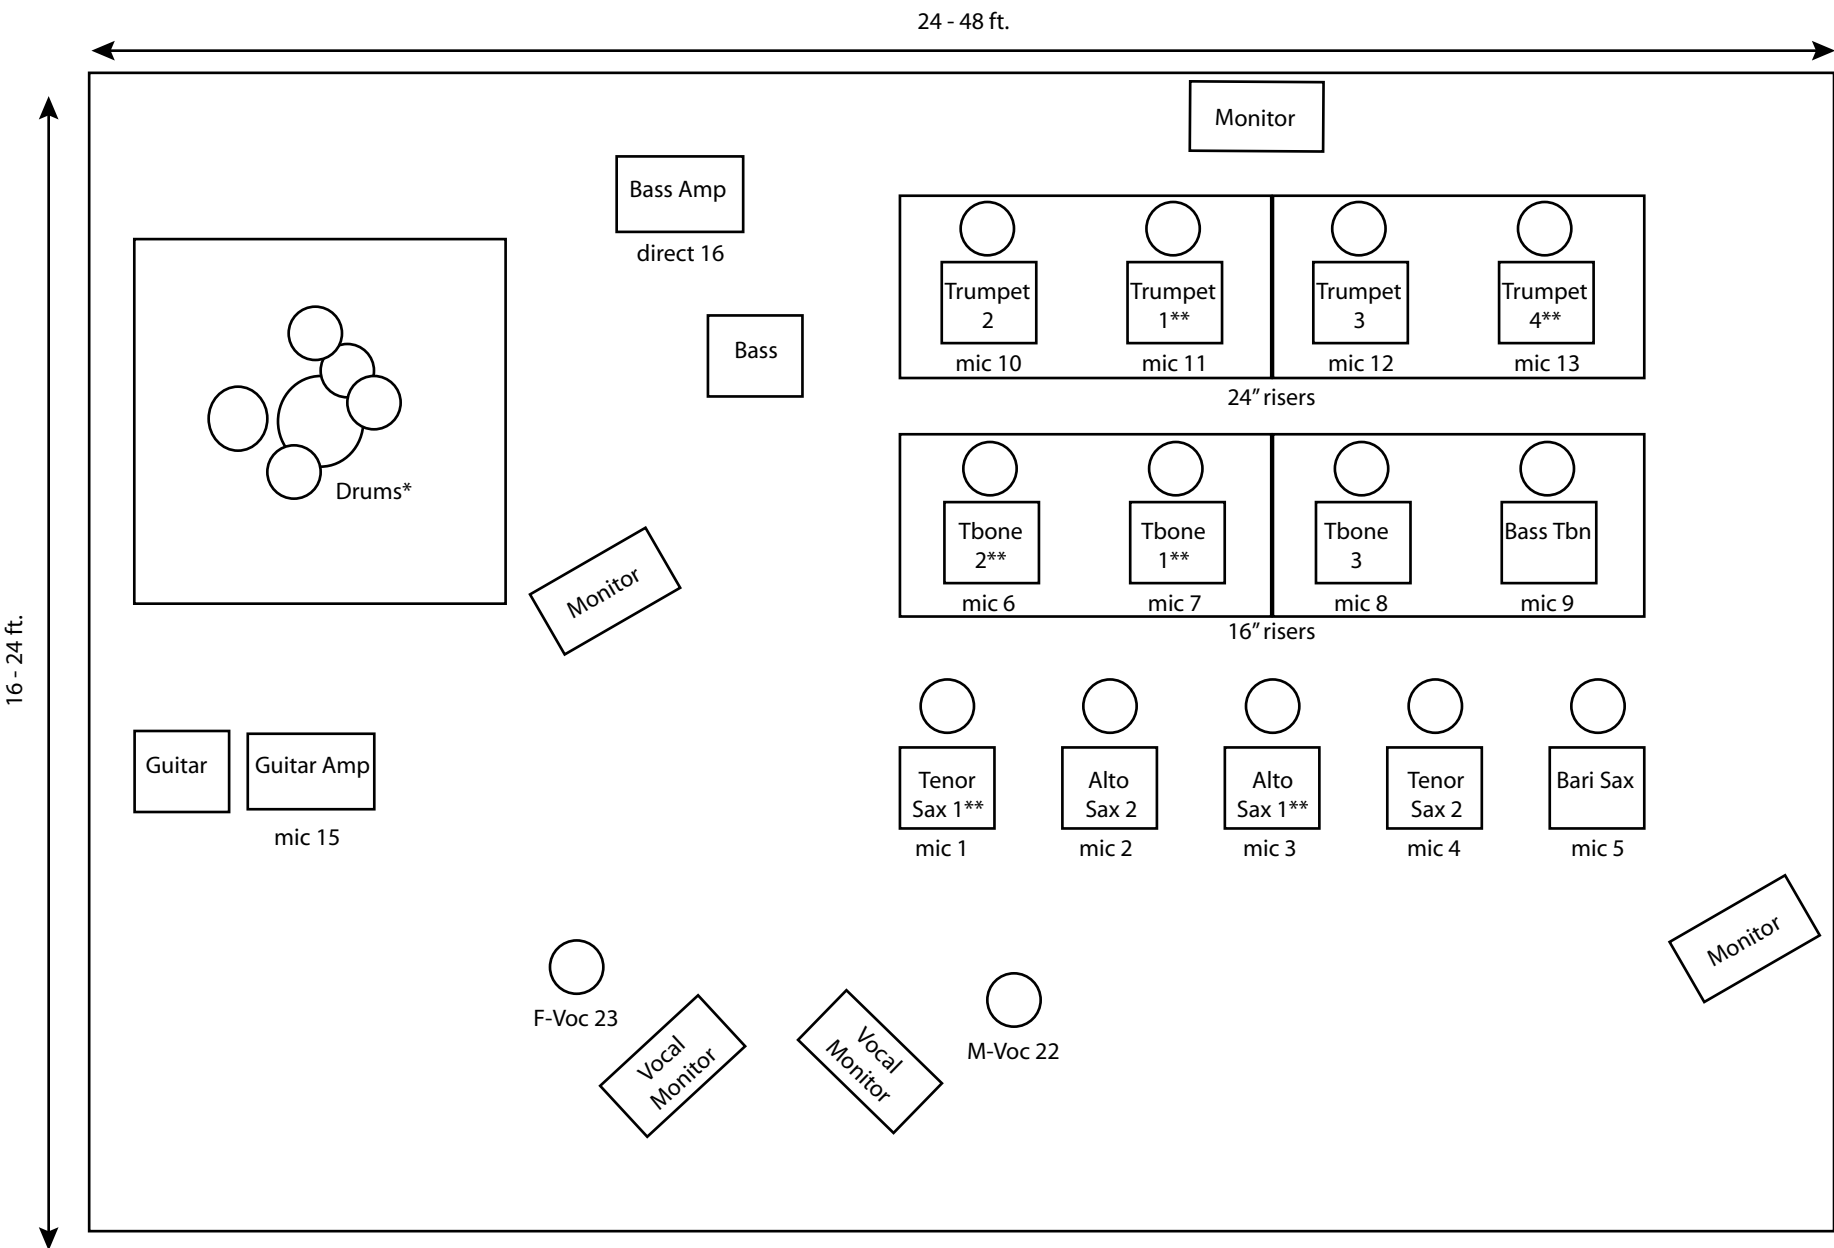 24 - 48 ft.
Monitor
Bass Amp
direct 16
Trumpet
2
Trumpet
1**
Trumpet
3
Trumpet
4**
mic 10
mic 11
mic 12
mic 13
24” risers
Bass
Drums*
Monitor
Tbone
2**
Tbone
1**
Tbone
3
Bass Tbn
mic 6
mic 7
mic 8
mic 9
16” risers
16 - 24 ft.
Guitar
Guitar Amp
mic 15
Tenor
Sax 1**
Alto
Sax 2
Alto
Sax 1**
Tenor
Sax 2
Bari Sax
mic 1
mic 2
mic 3
mic 4
mic 5
Monitor
F-Voc 23
Vocal
Monitor
Vocal
Monitor
M-Voc 22